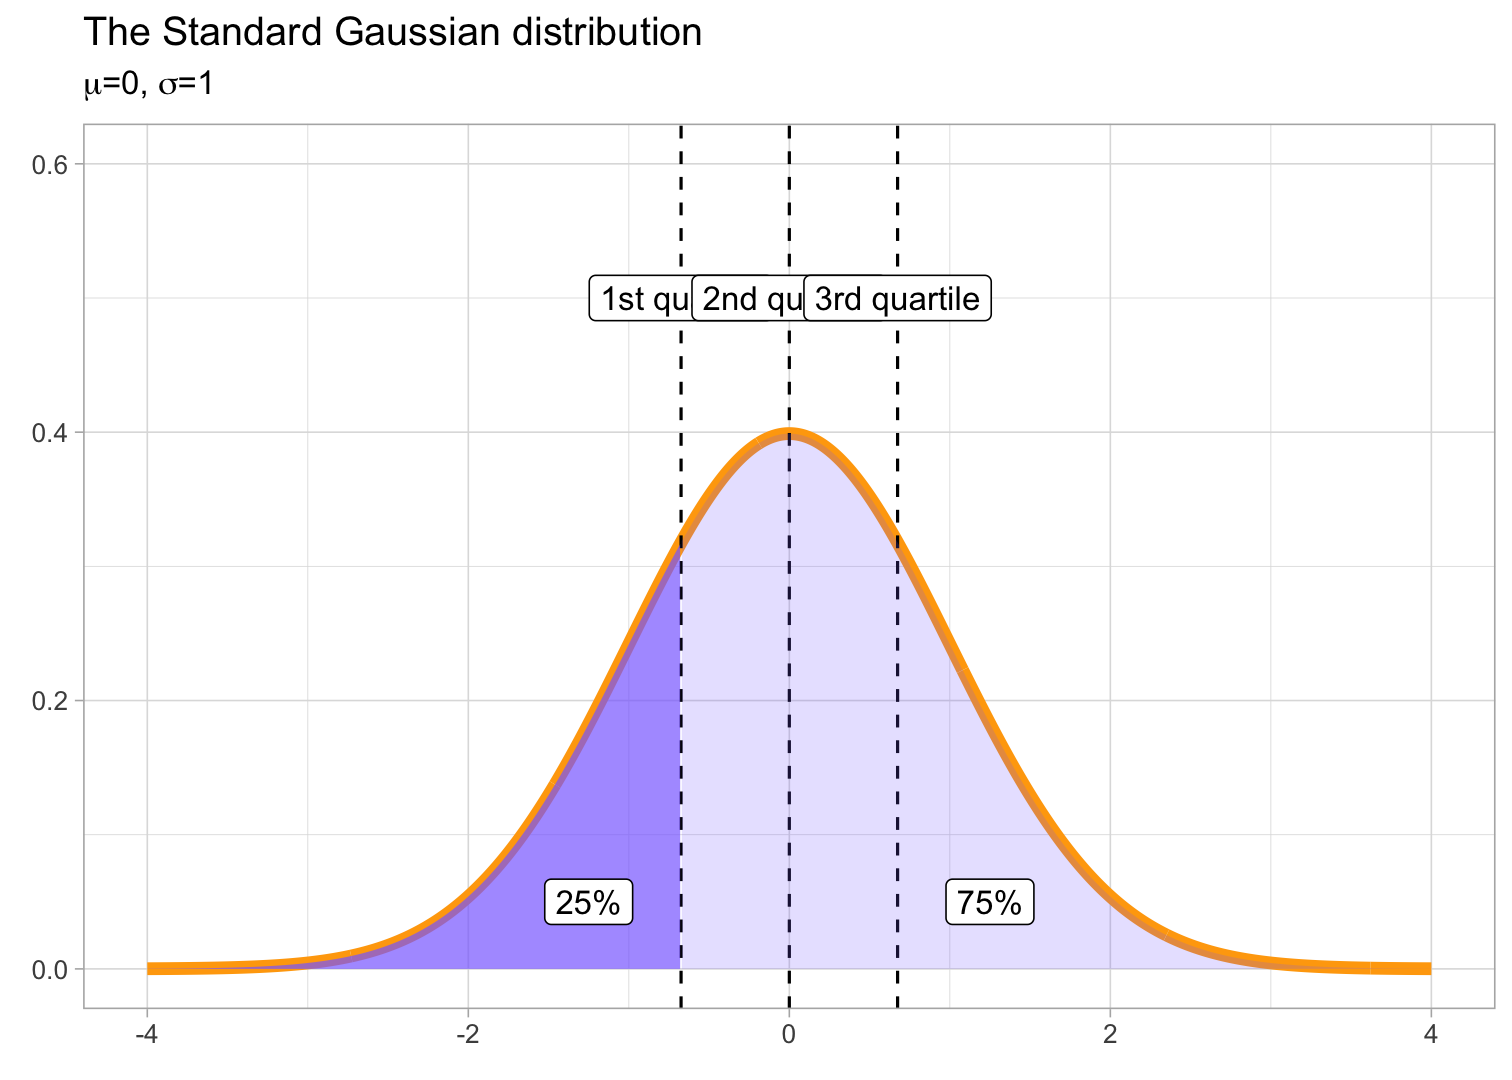 The Standard Gaussian distribution
μ=0, σ=1
0.6
1st qu
2nd qu
3rd quartile
0.4
0.2
25%
75%
0.0
-4
-2
0
2
4